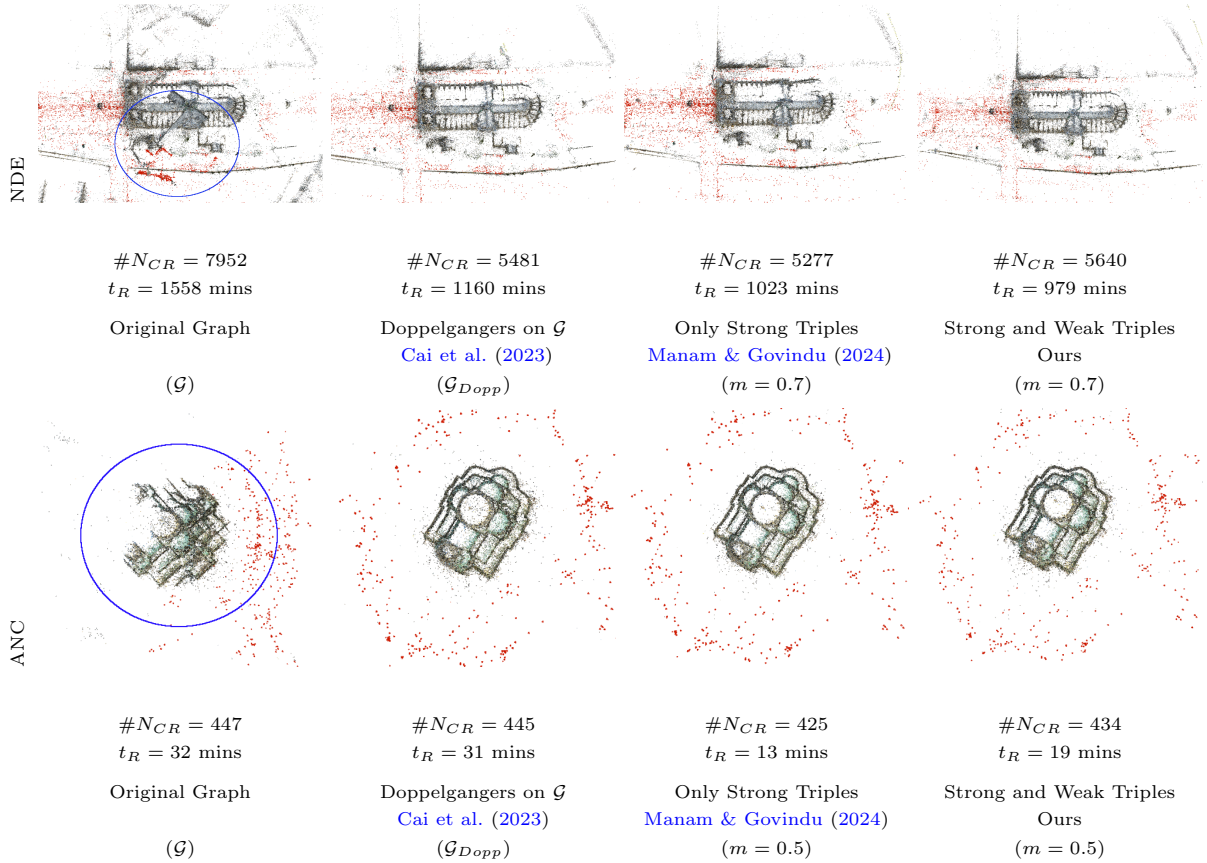 NDE
#N_CR = 7952 #N_CR = 5481 #N_CR = 5277 #N_CR = 5640
t_R = 1558 mins t_R = 1160 mins t_R = 1023 mins t_R = 979 mins
Original Graph Doppelgangers on 𝒢 Only Strong Triples Strong and Weak Triples
Cai et al. (2023) Manam & Govindu (2024) Ours
(𝒢) (𝒢_Dopp) (m = 0.7) (m = 0.7)
ANC
#N_CR = 447 #N_CR = 445 #N_CR = 425 #N_CR = 434
t_R = 32 mins t_R = 31 mins t_R = 13 mins t_R = 19 mins
Original Graph Doppelgangers on 𝒢 Only Strong Triples Strong and Weak Triples
Cai et al. (2023) Manam & Govindu (2024) Ours
(𝒢) (𝒢_Dopp) (m = 0.5) (m = 0.5)